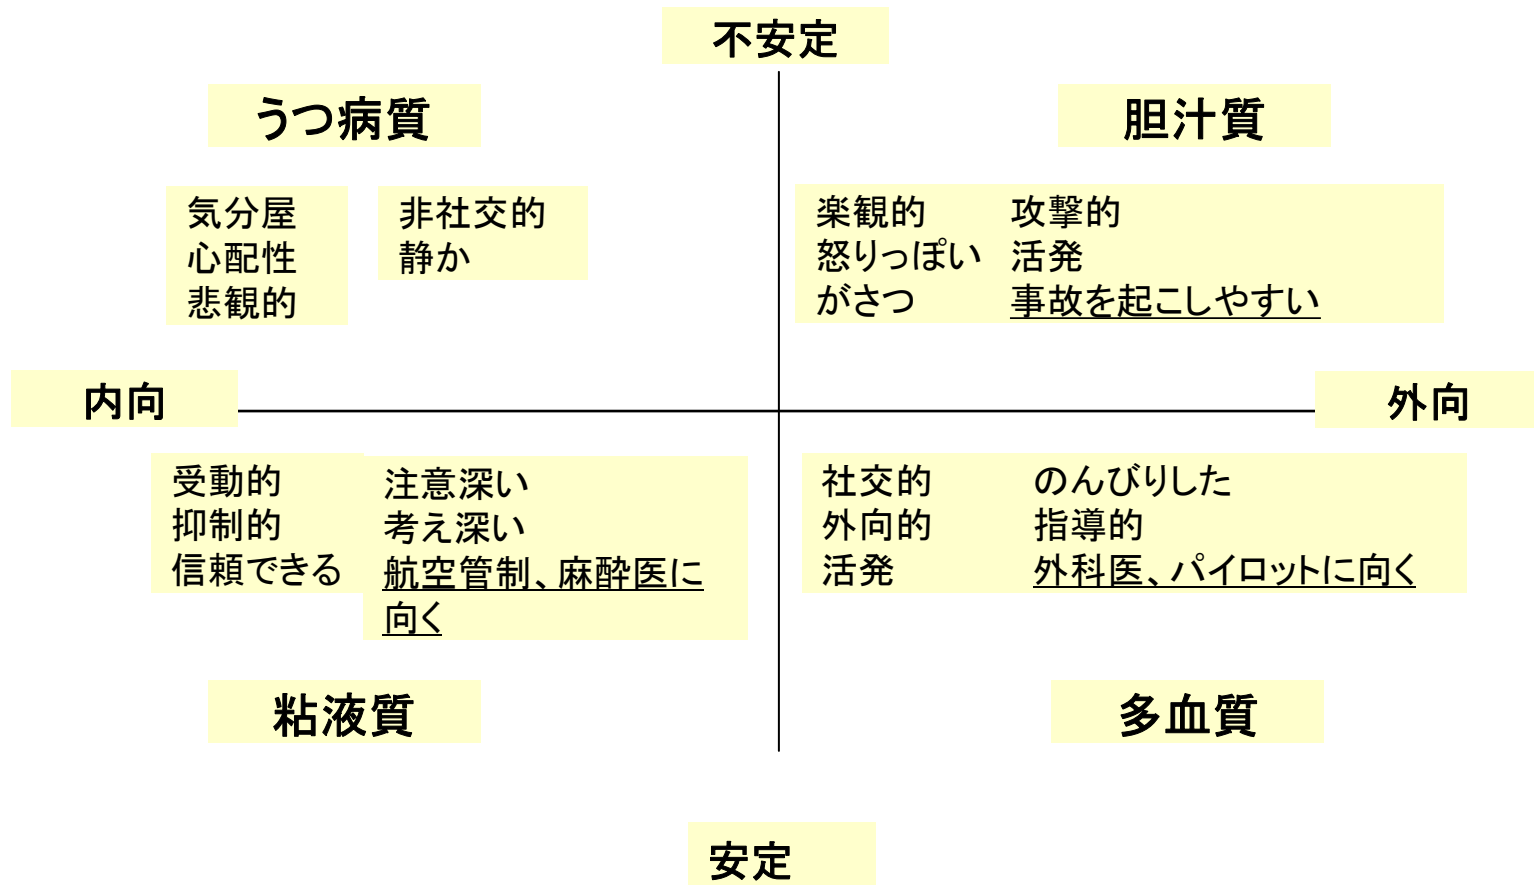 不安定
うつ病質
胆汁質
気分屋
心配性
悲観的
非社交的
静か
楽観的 攻撃的
怒りっぽい 活発
がさつ 事故を起こしやすい
内向
外向
受動的
抑制的
信頼できる
注意深い
考え深い
航空管制、麻酔医に
向く
社交的 のんびりした
外向的 指導的
活発 外科医、パイロットに向く
粘液質
多血質
安定